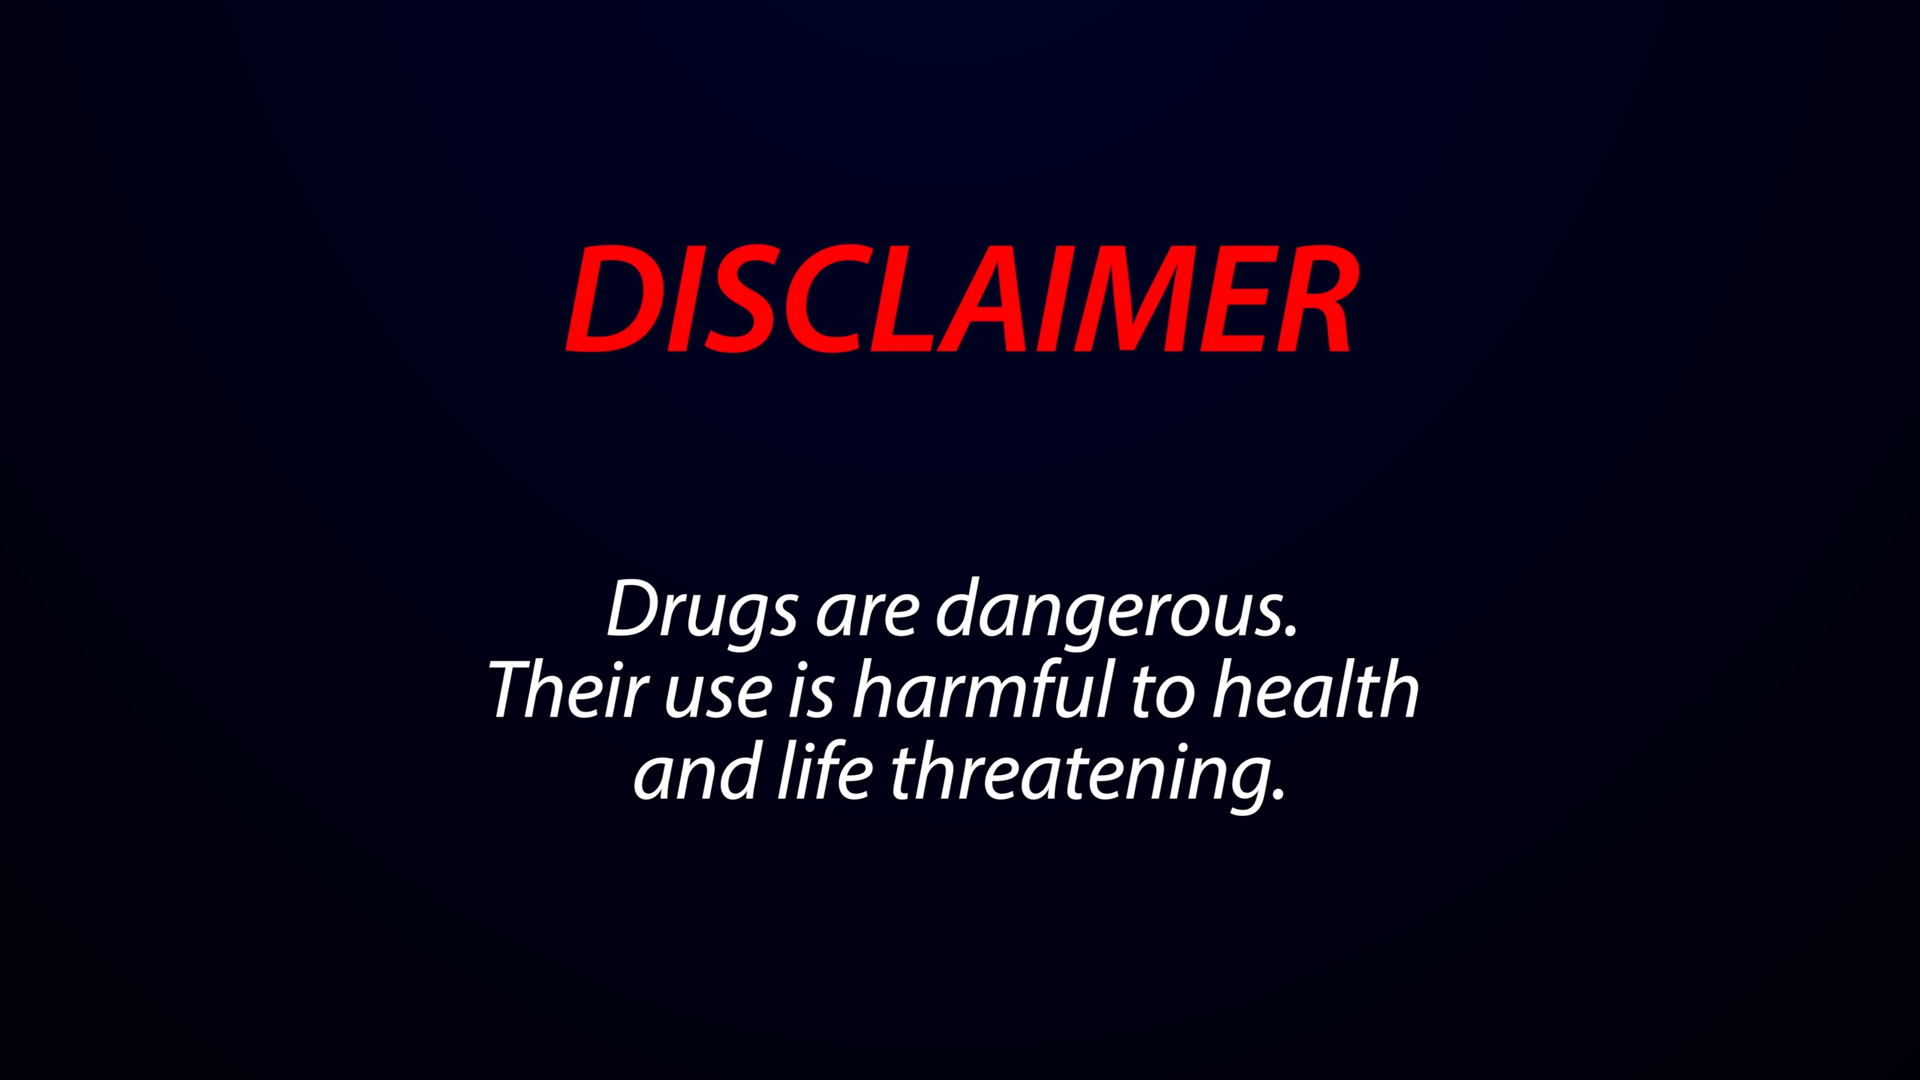 DISCLAIMER
Drugs are dangerous.
Their use is harmful to health
and life threatening.